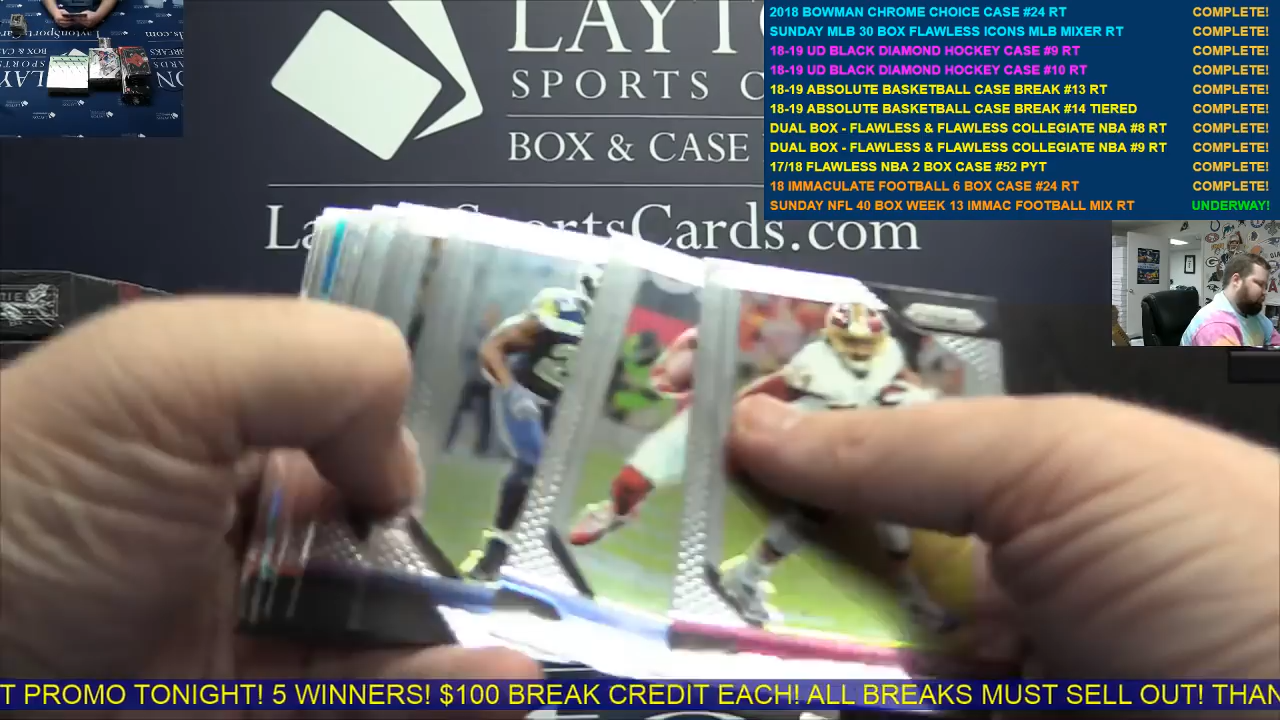 LAYTO
SPORTS C
BOX & CASE
LaytonSportsCards.com
2018 BOWMAN CHROME CHOICE CASE #24 RT COMPLETE!
SUNDAY MLB 30 BOX FLAWLESS ICONS MLB MIXER RT COMPLETE!
18-19 UD BLACK DIAMOND HOCKEY CASE #9 RT COMPLETE!
18-19 UD BLACK DIAMOND HOCKEY CASE #10 RT COMPLETE!
18-19 ABSOLUTE BASKETBALL CASE BREAK #13 RT COMPLETE!
18-19 ABSOLUTE BASKETBALL CASE BREAK #14 TIERED COMPLETE!
DUAL BOX - FLAWLESS & FLAWLESS COLLEGIATE NBA #8 RT COMPLETE!
DUAL BOX - FLAWLESS & FLAWLESS COLLEGIATE NBA #9 RT COMPLETE!
17/18 FLAWLESS NBA 2 BOX CASE #52 PYT COMPLETE!
18 IMMACULATE FOOTBALL 6 BOX CASE #24 RT COMPLETE!
SUNDAY NFL 40 BOX WEEK 13 IMMAC FOOTBALL MIX RT UNDERWAY!
T PROMO TONIGHT! 5 WINNERS! $100 BREAK CREDIT EACH! ALL BREAKS MUST SELL OUT! THAN